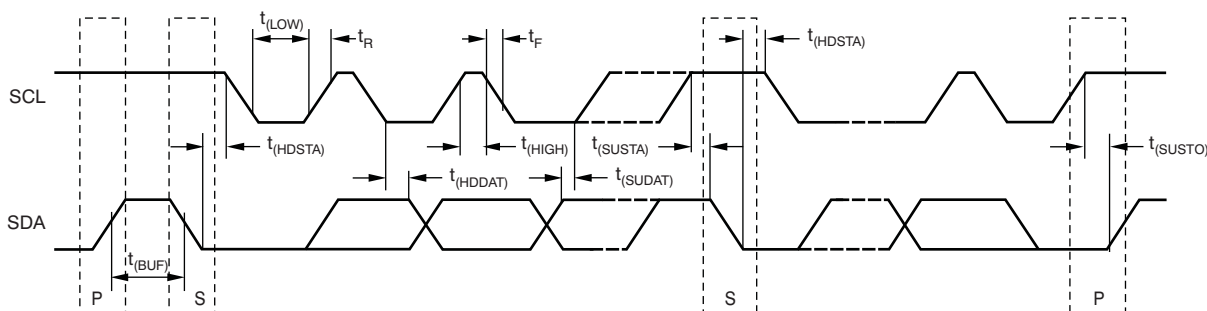 t(LOW)
tR
tF
t(HDSTA)
SCL
t(HDSTA)
t(HIGH)
t(SUSTA)
t(SUSTO)
t(HDDAT)
t(SUDAT)
SDA
t(BUF)
P
S
S
P